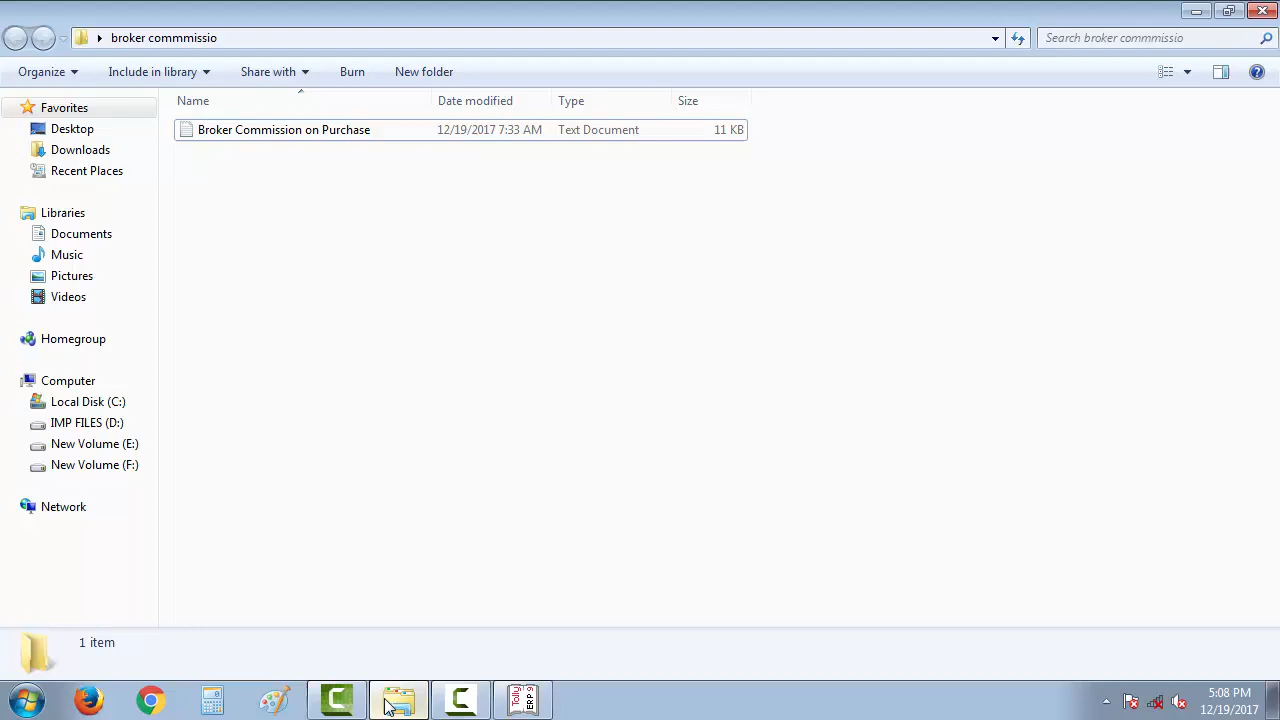 broker commmissio
Search broker commmissio
Organize
Include in library
Share with
Burn
New folder
Favorites
Desktop
Downloads
Recent Places
Libraries
Documents
Music
Pictures
Videos
Homegroup
Computer
Local Disk (C:)
IMP FILES (D:)
New Volume (E:)
New Volume (F:)
Network
Name
Date modified
Type
Size
Broker Commission on Purchase
12/19/2017 7:33 AM
Text Document
11 KB
1 item
Tally
ERP 9
5:08 PM
12/19/2017